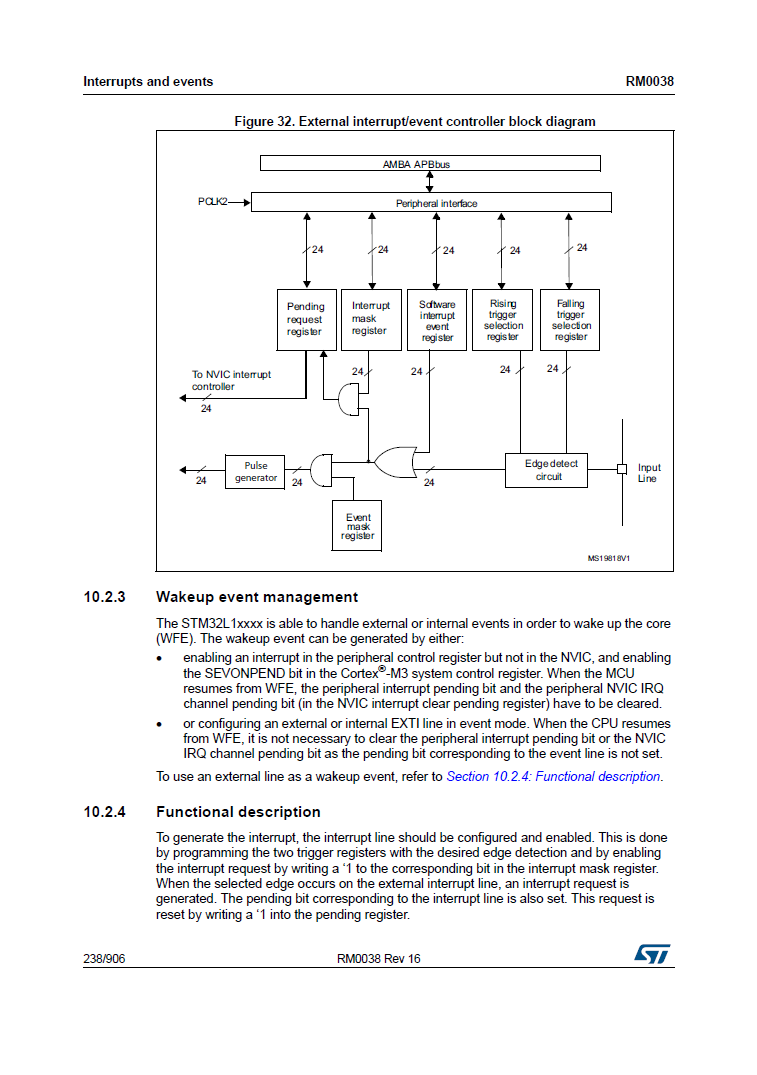 Interrupts and events RM0038
Figure 32. External interrupt/event controller block diagram
AMBA APB bus
PCLK2
Peripheral interface
24 24 24 24 24
Pending
request
register
Interrupt
mask
register
Software
interrupt
event
register
Rising
trigger
selection
register
Falling
trigger
selection
register
To NVIC interrupt
controller
24
24
24
24
24
Pulse
generator
24
24
24
Edge detect
circuit
Input
Line
Event
mask
register
MS19818V1
10.2.3 Wakeup event management
The STM32L1xxxx is able to handle external or internal events in order to wake up the core
(WFE). The wakeup event can be generated by either:
• enabling an interrupt in the peripheral control register but not in the NVIC, and enabling
the SEVONPEND bit in the Cortex®-M3 system control register. When the MCU
resumes from WFE, the peripheral interrupt pending bit and the peripheral NVIC IRQ
channel pending bit (in the NVIC interrupt clear pending register) have to be cleared.
• or configuring an external or internal EXTI line in event mode. When the CPU resumes
from WFE, it is not necessary to clear the peripheral interrupt pending bit or the NVIC
IRQ channel pending bit as the pending bit corresponding to the event line is not set.
To use an external line as a wakeup event, refer to Section 10.2.4: Functional description.
10.2.4 Functional description
To generate the interrupt, the interrupt line should be configured and enabled. This is done
by programming the two trigger registers with the desired edge detection and by enabling
the interrupt request by writing a ‘1 to the corresponding bit in the interrupt mask register.
When the selected edge occurs on the external interrupt line, an interrupt request is
generated. The pending bit corresponding to the interrupt line is also set. This request is
reset by writing a ‘1 into the pending register.
238/906 RM0038 Rev 16
ST